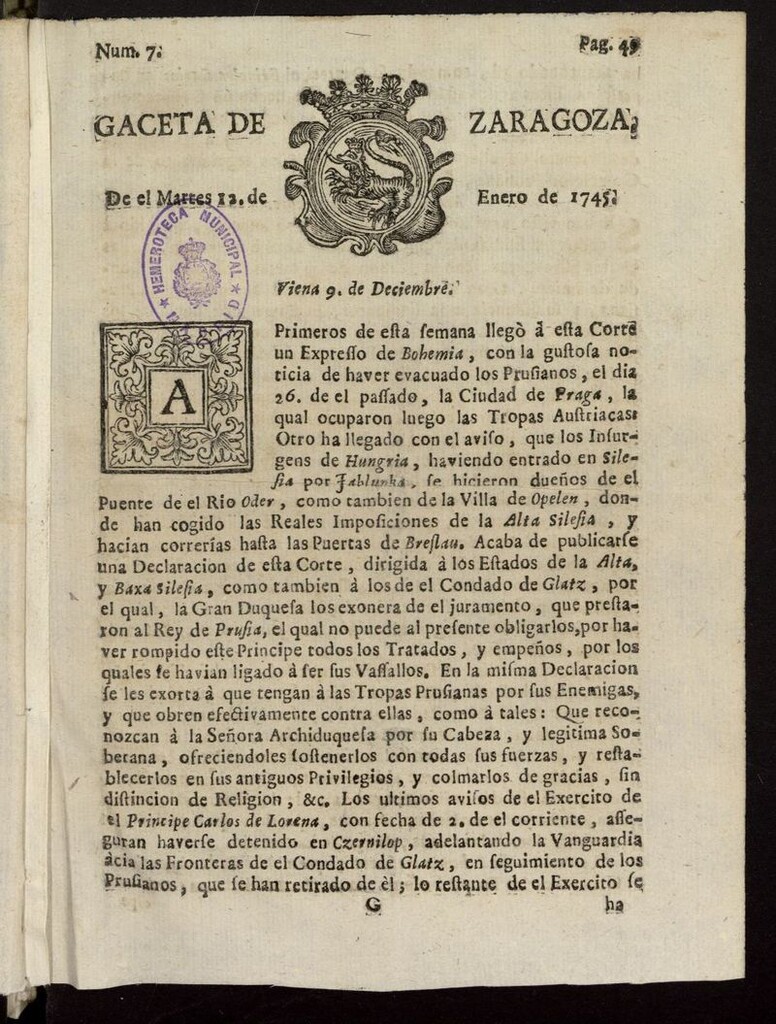 Num. 7.
Pag. 49
GACETA DE ZARAGOZA,
De el Martes 12. de Enero de 1745.
HEMEROTECA MUNICIPAL
Viena 9. de Deciembre.
A
Primeros de eſta ſemana llegò à eſta Corte
un Expreſſo de Bohemia, con la guſtoſa no-
ticia de haver evacuado los Pruſianos, el dia
26. de el paſſado, la Ciudad de Praga, la
qual ocuparon luego las Tropas Auſtriacas:
Otro ha llegado con el aviſo, que los Inſur-
gens de Hungria, haviendo entrado en Sile-
ſia por Jablunka, ſe hicieron dueños de el
Puente de el Rio Oder, como tambien de la Villa de Opelen, don-
de han cogido las Reales Impoſiciones de la Alta Sileſia, y
hacian correrías haſta las Puertas de Breſlau. Acaba de publicarſe
una Declaracion de eſta Corte, dirigida à los Eſtados de la Alta,
y Baxa Sileſia, como tambien à los de el Condado de Glatz, por
el qual, la Gran Duqueſa los exonera de el juramento, que preſta-
ron al Rey de Pruſia, el qual no puede al preſente obligarlos, por ha-
ver rompido eſte Principe todos los Tratados, y empeños, por los
quales ſe havian ligado à ſer ſus Vaſſallos. En la miſma Declaracion
ſe les exorta à que tengan à las Tropas Pruſianas por ſus Enemigas,
y que obren efectivamente contra ellas, como à tales: Que reco-
nozcan à la Señora Archiduqueſa por ſu Cabeza, y legitima So-
berana, ofreciendoles ſoſtenerlos con todas ſus fuerzas, y reſta-
blecerlos en ſus antiguos Privilegios, y colmarlos de gracias, ſin
diſtincion de Religion, &c. Los ultimos aviſos de el Exercito de
el Principe Carlos de Lorena, con fecha de 2. de el corriente, aſſe-
guran haverſe detenido en Czernilop, adelantando la Vanguardia
àcia las Fronteras de el Condado de Glatz, en ſeguimiento de los
Pruſianos, que ſe han retirado de èl; lo reſtante de el Exercito ſe
G
ha